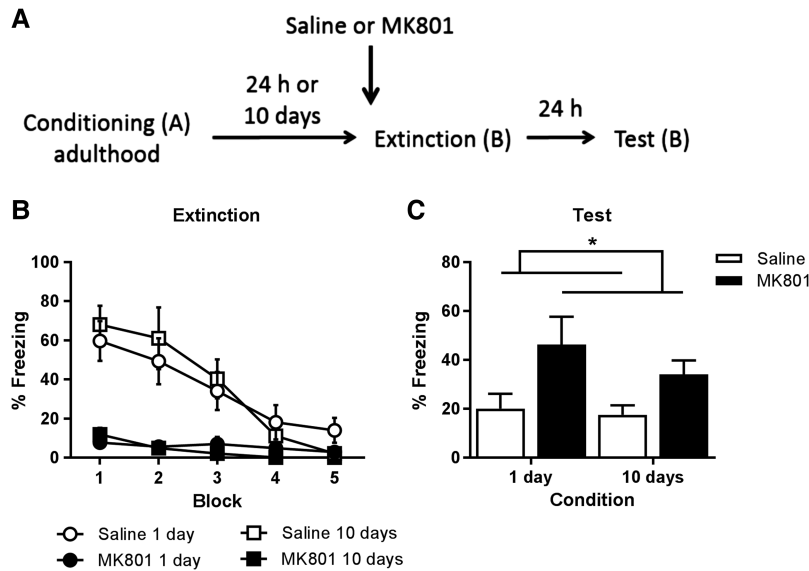 A
Saline or MK801
24 h or
10 days
24 h
Conditioning (A)
adulthood
Extinction (B)
Test (B)
B
Extinction
% Freezing
100
80
60
40
20
0
1 2 3 4 5
Block
Saline 1 day
Saline 10 days
MK801 1 day
MK801 10 days
C
Test
*
Saline
MK801
% Freezing
80
60
40
20
0
1 day 10 days
Condition